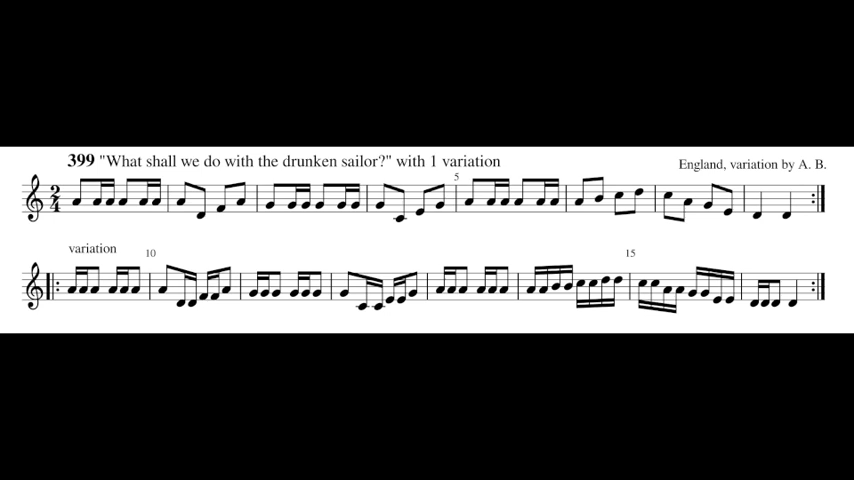 399 "What shall we do with the drunken sailor?" with 1 variation
England, variation by A. B.
5
2
4
variation
10
15